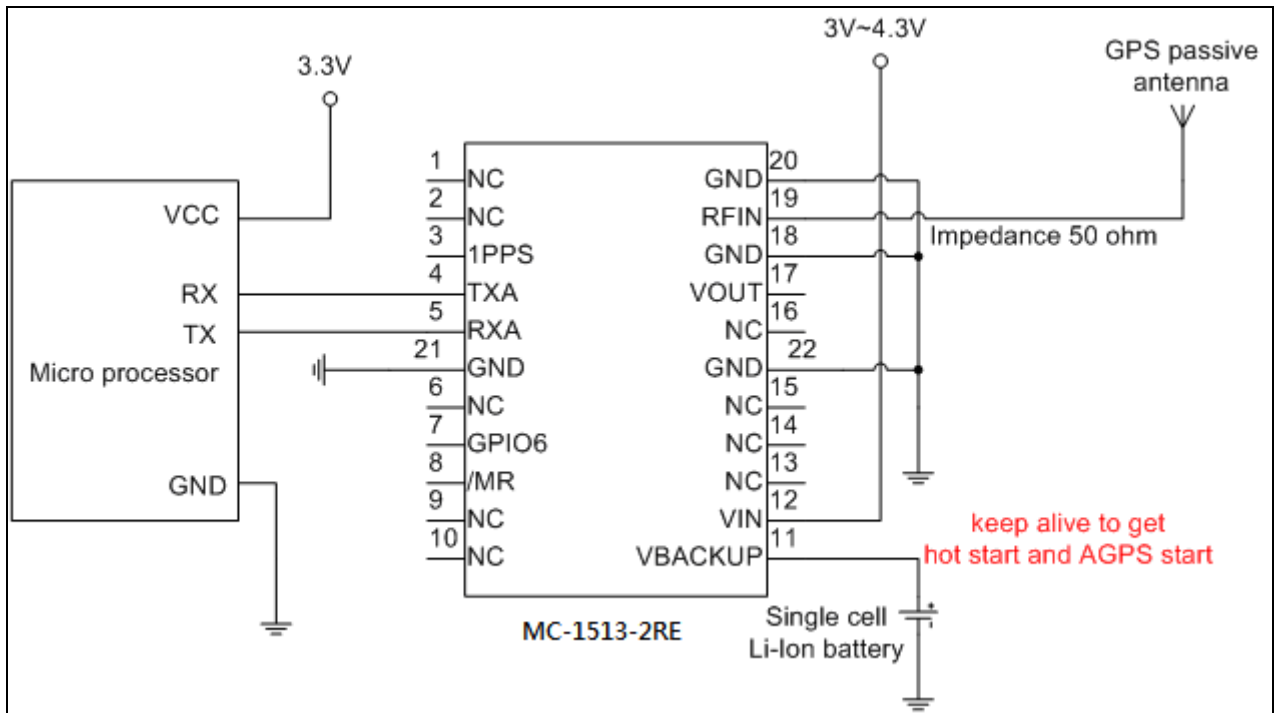 3V~4.3V
GPS passive
antenna
3.3V
1
NC
2
NC
3
1PPS
4
TXA
5
RXA
21
GND
6
NC
7
GPIO6
8
/MR
9
NC
10
NC
20
GND
19
RFIN
18
GND
17
VOUT
16
NC
22
GND
15
NC
14
NC
13
NC
12
VIN
11
VBACKUP
VCC
RX
TX
Micro processor
GND
Impedance 50 ohm
keep alive to get
hot start and AGPS start
Single cell
Li-Ion battery
+
-
MC-1513-2RE